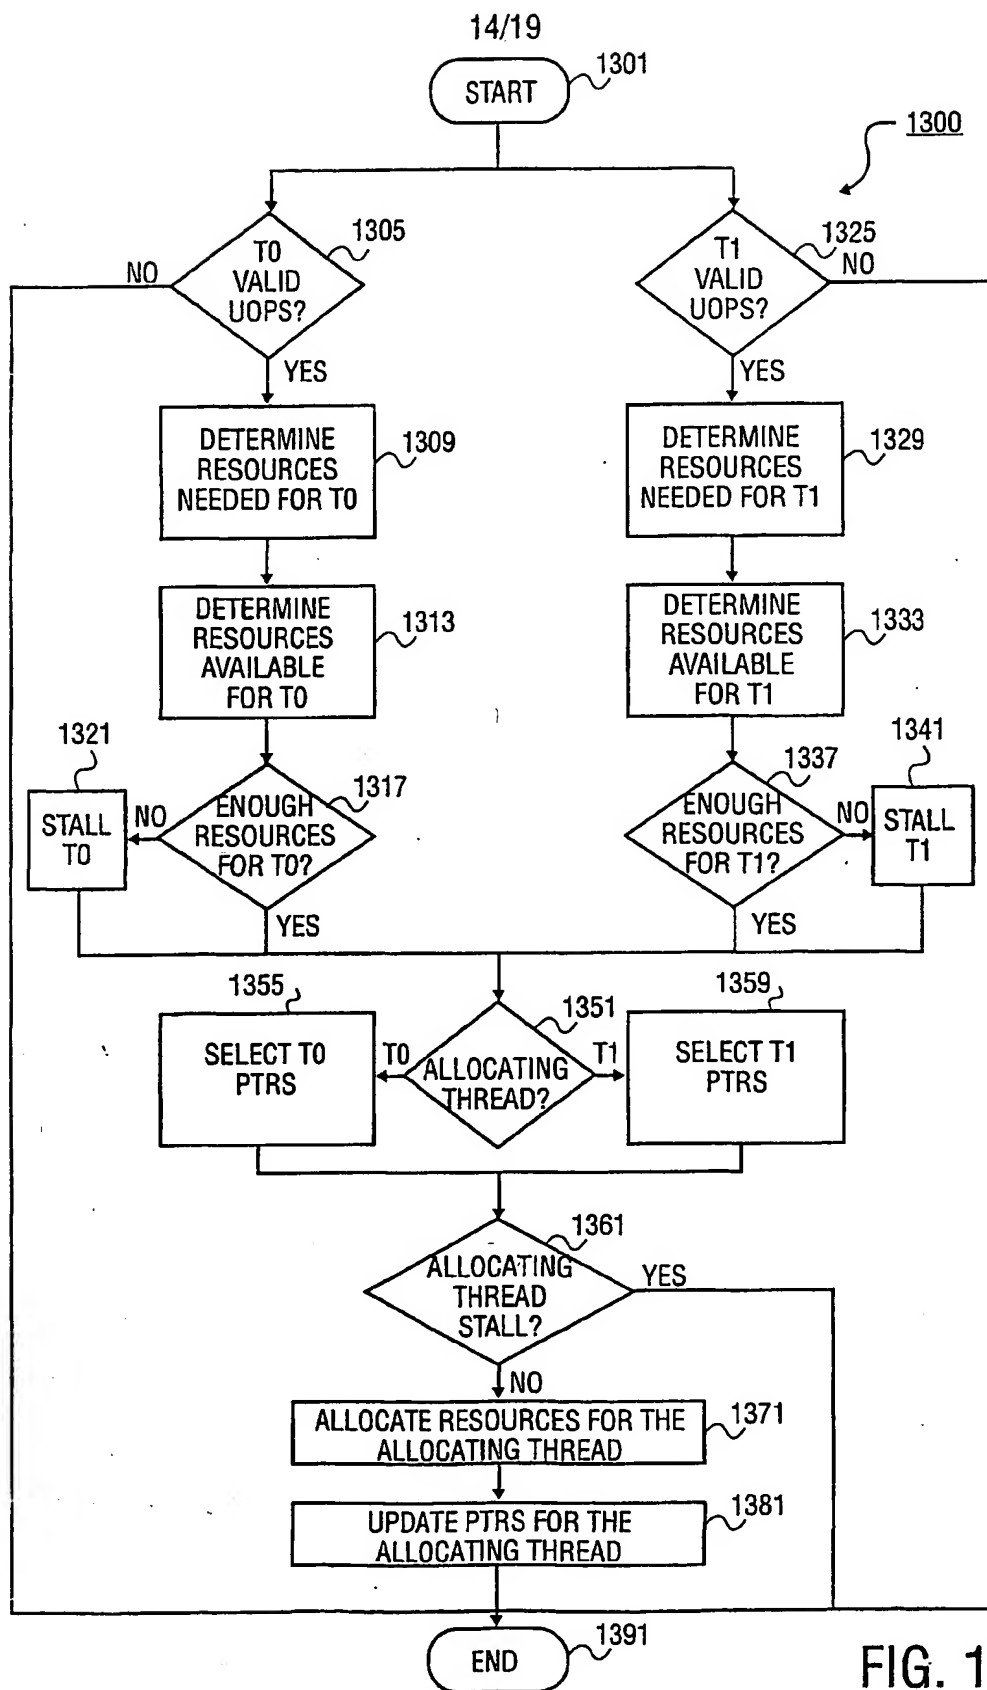 14/19
START
1301
1300
T0
VALID
UOPS?
1305
NO
YES
T1
VALID
UOPS?
1325
NO
YES
DETERMINE
RESOURCES
NEEDED FOR T0
1309
DETERMINE
RESOURCES
NEEDED FOR T1
1329
DETERMINE
RESOURCES
AVAILABLE
FOR T0
1313
DETERMINE
RESOURCES
AVAILABLE
FOR T1
1333
1321
STALL
T0
NO
ENOUGH
RESOURCES
FOR T0?
1317
YES
ENOUGH
RESOURCES
FOR T1?
1337
NO
YES
1341
STALL
T1
1355
SELECT T0
PTRS
T0
ALLOCATING
THREAD?
1351
T1
1359
SELECT T1
PTRS
ALLOCATING
THREAD
STALL?
1361
YES
NO
ALLOCATE RESOURCES FOR THE
ALLOCATING THREAD
1371
UPDATE PTRS FOR THE
ALLOCATING THREAD
1381
END
1391
FIG. 1